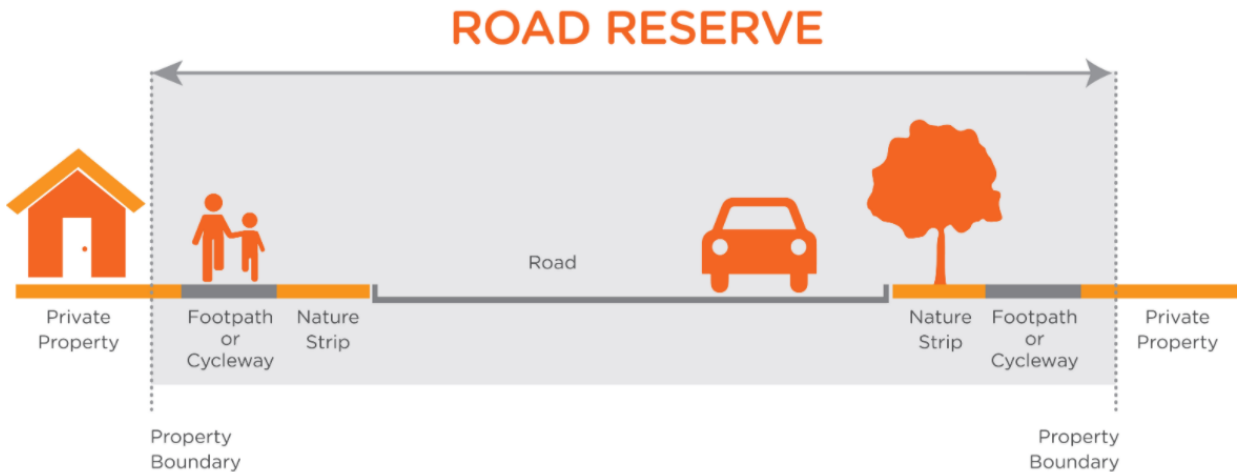 ROAD RESERVE
Road
Private
Property
Footpath
or
Cycleway
Nature
Strip
Nature
Strip
Footpath
or
Cycleway
Private
Property
Property
Boundary
Property
Boundary